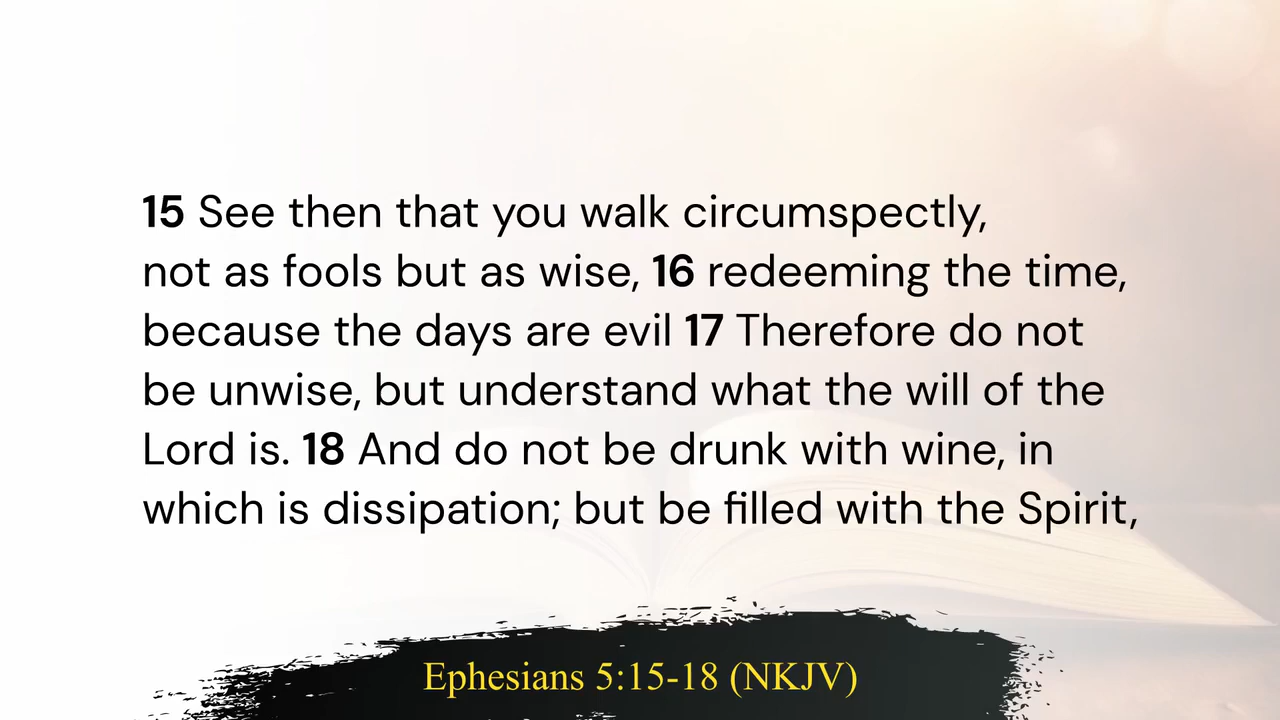 15 See then that you walk circumspectly,
not as fools but as wise, 16 redeeming the time,
because the days are evil 17 Therefore do not
be unwise, but understand what the will of the
Lord is. 18 And do not be drunk with wine, in
which is dissipation; but be filled with the Spirit,
Ephesians 5:15-18 (NKJV)